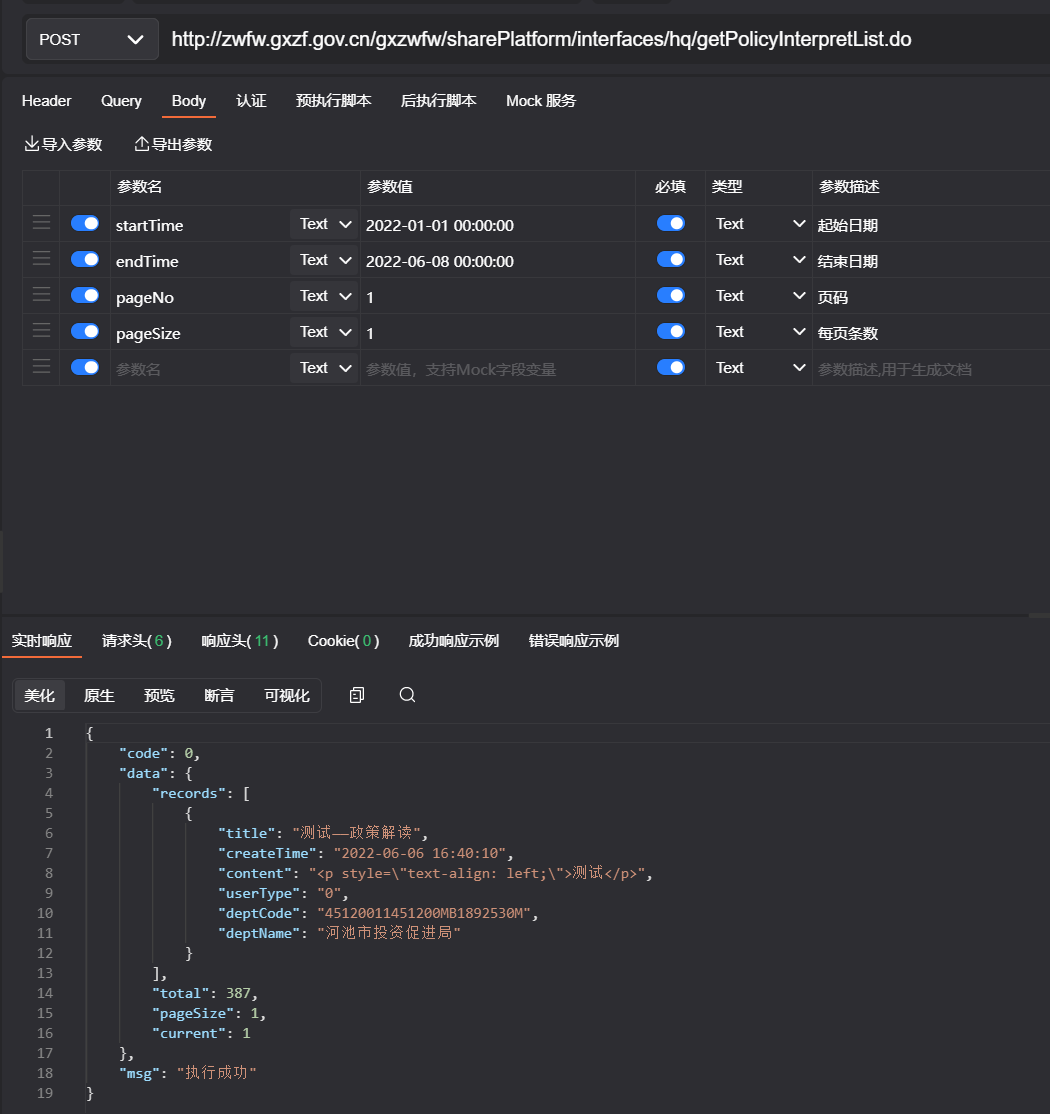 POST http://zwfw.gxzf.gov.cn/gxzwfw/sharePlatform/interfaces/hq/getPolicyInterpretList.do
Header Query Body 认证 预执行脚本 后执行脚本 Mock 服务
导入参数 导出参数
参数名 参数值 必填 类型 参数描述
startTime Text 2022-01-01 00:00:00 Text 起始日期
endTime Text 2022-06-08 00:00:00 Text 结束日期
pageNo Text 1 Text 页码
pageSize Text 1 Text 每页条数
参数名 Text 参数值，支持Mock字段变量 Text 参数描述,用于生成文档
实时响应 请求头( 6 ) 响应头( 11 ) Cookie( 0 ) 成功响应示例 错误响应示例
美化 原生 预览 断言 可视化
1 {
2 "code": 0,
3 "data": {
4 "records": [
5 {
6 "title": "测试——政策解读",
7 "createTime": "2022-06-06 16:40:10",
8 "content": "<p style=\"text-align: left;\">测试</p>",
9 "userType": "0",
10 "deptCode": "45120011451200MB1892530M",
11 "deptName": "河池市投资促进局"
12 }
13 ],
14 "total": 387,
15 "pageSize": 1,
16 "current": 1
17 },
18 "msg": "执行成功"
19 }